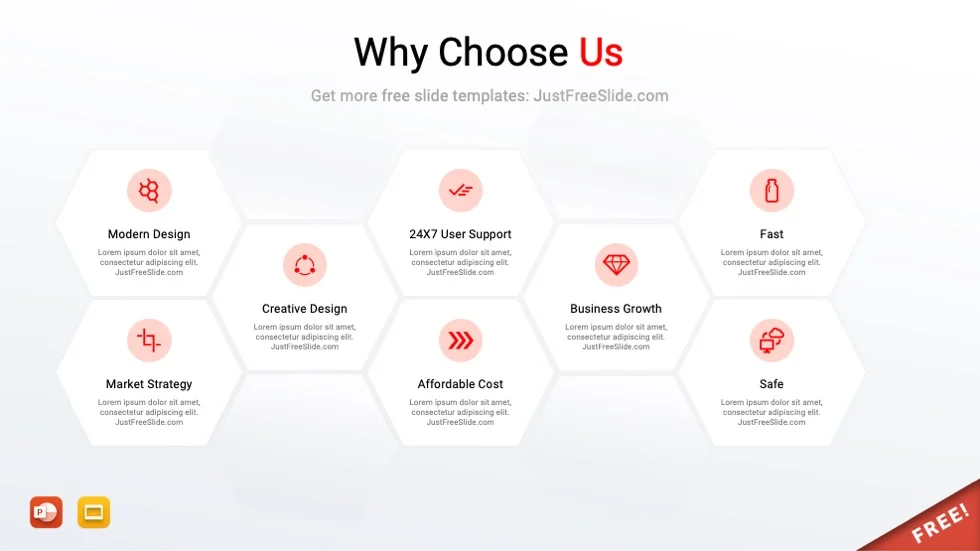 Why Choose Us
Get more free slide templates: JustFreeSlide.com
Modern Design
Lorem ipsum dolor sit amet,
consectetur adipiscing elit.
JustFreeSlide.com
24X7 User Support
Lorem ipsum dolor sit amet,
consectetur adipiscing elit.
JustFreeSlide.com
Fast
Lorem ipsum dolor sit amet,
consectetur adipiscing elit.
JustFreeSlide.com
Creative Design
Lorem ipsum dolor sit amet,
consectetur adipiscing elit.
JustFreeSlide.com
Business Growth
Lorem ipsum dolor sit amet,
consectetur adipiscing elit.
JustFreeSlide.com
Market Strategy
Lorem ipsum dolor sit amet,
consectetur adipiscing elit.
JustFreeSlide.com
Affordable Cost
Lorem ipsum dolor sit amet,
consectetur adipiscing elit.
JustFreeSlide.com
Safe
Lorem ipsum dolor sit amet,
consectetur adipiscing elit.
JustFreeSlide.com
P
FREE!